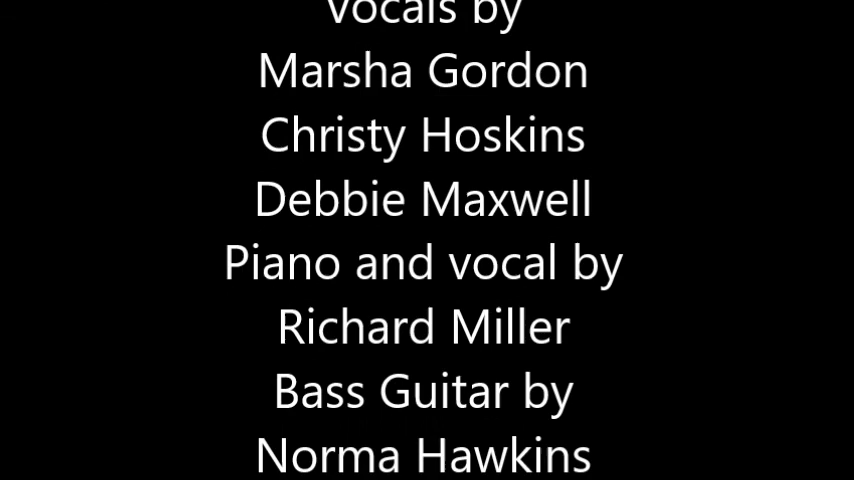 vocals by
Marsha Gordon
Christy Hoskins
Debbie Maxwell
Piano and vocal by
Richard Miller
Bass Guitar by
Norma Hawkins